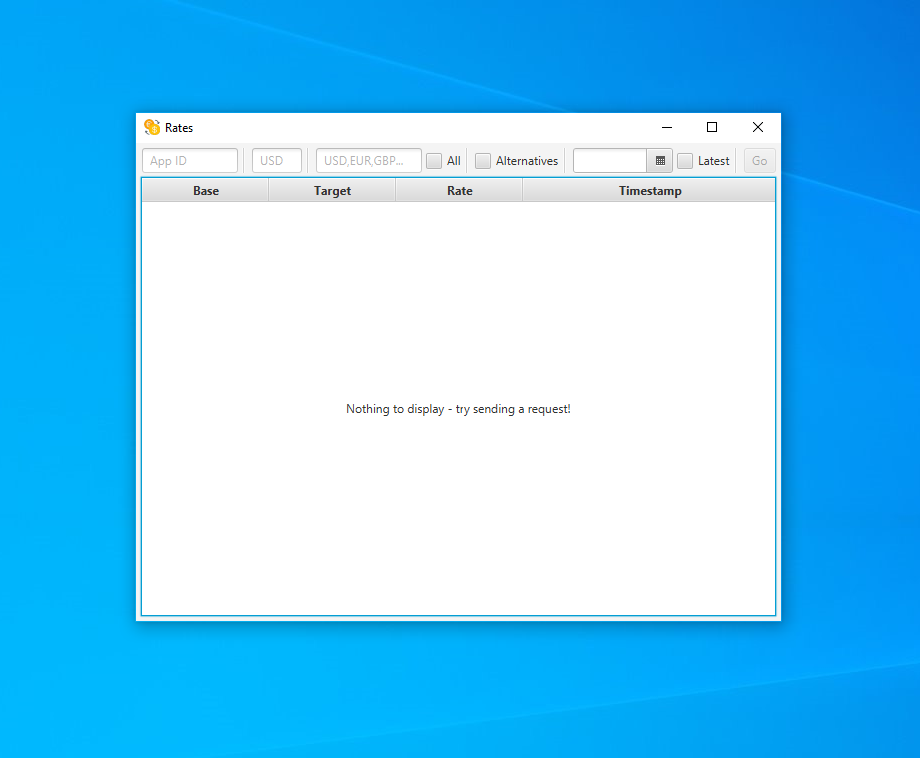 Rates
App ID USD USD,EUR,GBP... All Alternatives Latest Go
Base Target Rate Timestamp
Nothing to display - try sending a request!